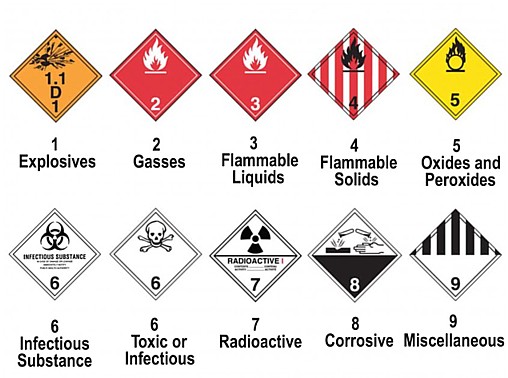 1.1
D
1
2
3
4
5
1
Explosives
2
Gasses
3
Flammable
Liquids
4
Flammable
Solids
5
Oxides and
Peroxides
INFECTIOUS SUBSTANCE
6
6
RADIOACTIVE I
7
8
9
6
Infectious
Substance
6
Toxic or
Infectious
7
Radioactive
8
Corrosive
9
Miscellaneous